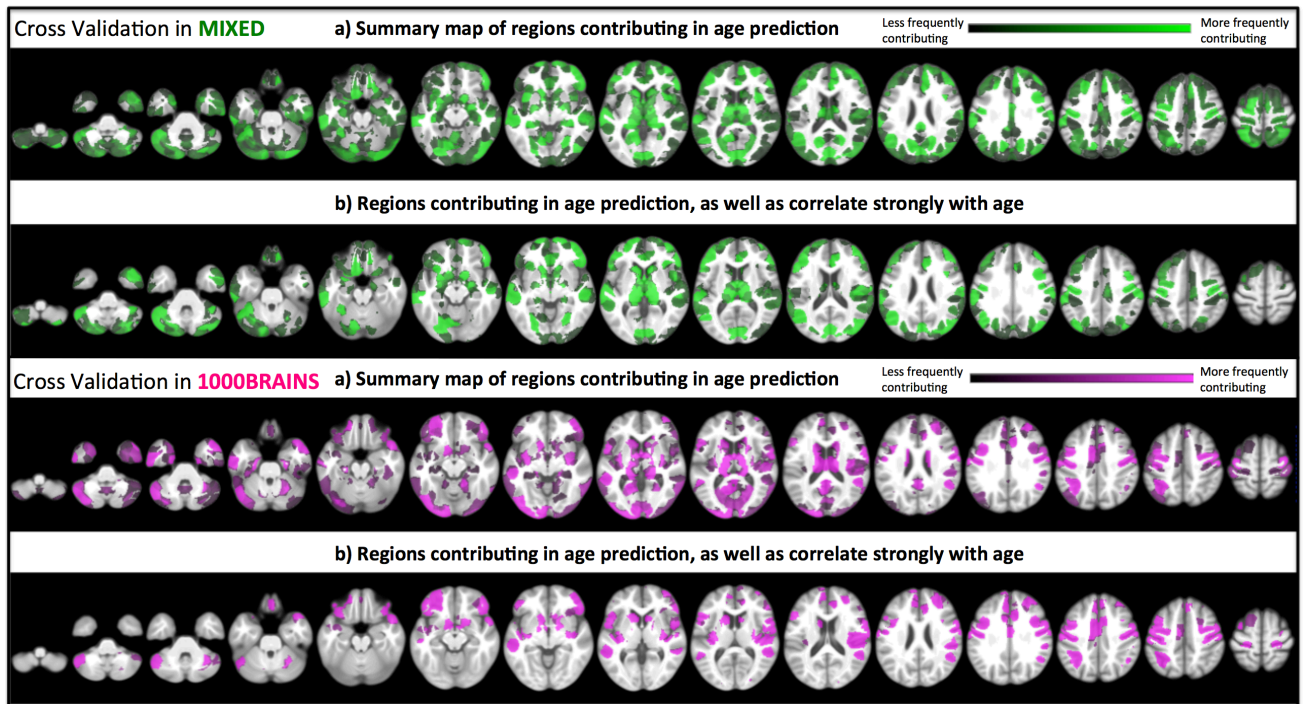 Cross Validation in MIXED
a) Summary map of regions contributing in age prediction
Less frequently
contributing
More frequently
contributing
b) Regions contributing in age prediction, as well as correlate strongly with age
Cross Validation in 1000BRAINS
a) Summary map of regions contributing in age prediction
Less frequently
contributing
More frequently
contributing
b) Regions contributing in age prediction, as well as correlate strongly with age